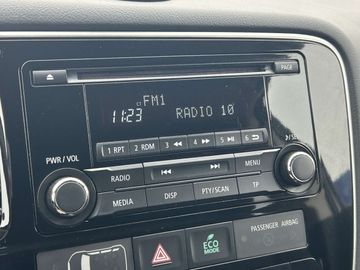 PAGE
FM1
11:23 RADIO 10
1 RPT 2 RDM 3 ◄◄ 4 ►► 5 ►II 6
PWR / VOL
RADIO MENU
MEDIA DISP PTY/SCAN TP
PASSENGER AIRBAG
ECO
MODE